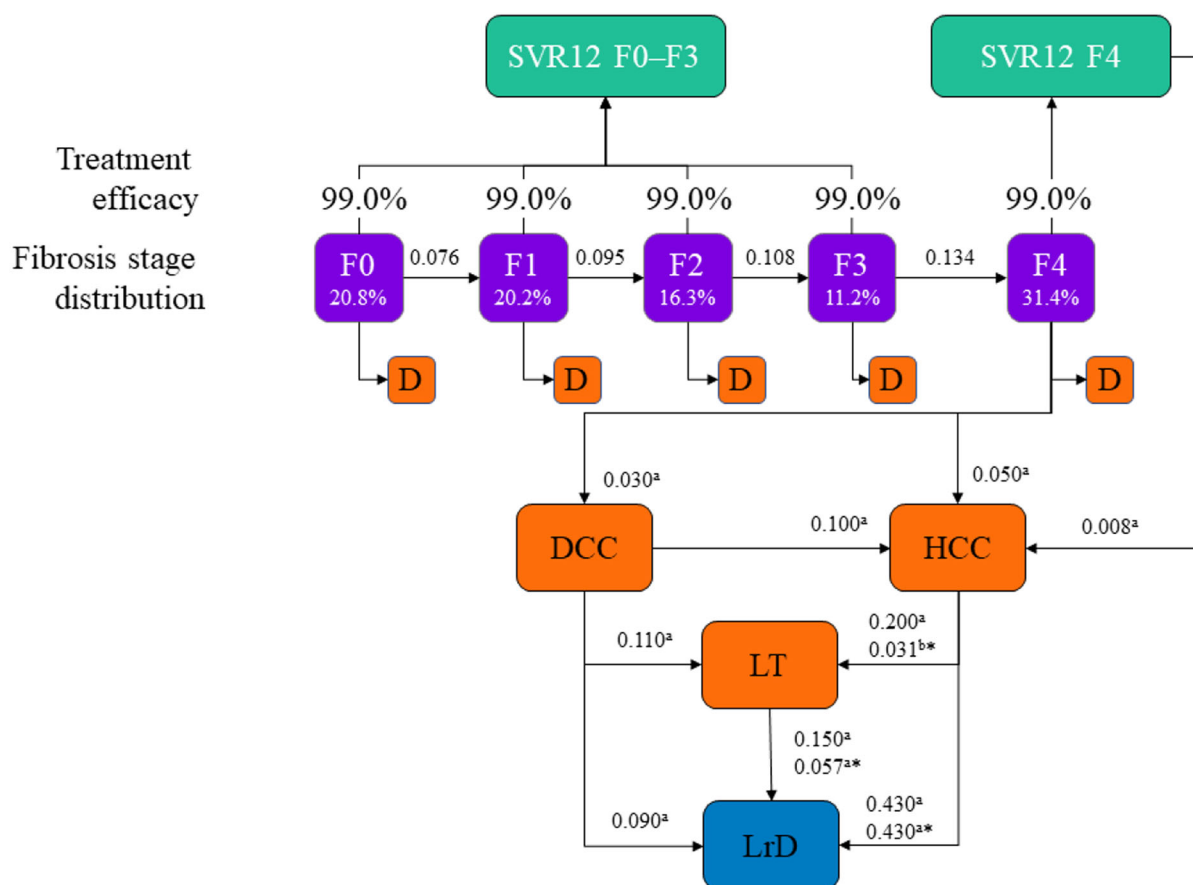 SVR12 F0–F3
SVR12 F4
Treatment
efficacy
99.0%
99.0%
99.0%
99.0%
99.0%
Fibrosis stage
distribution
F0
20.8%
0.076
F1
20.2%
0.095
F2
16.3%
0.108
F3
11.2%
0.134
F4
31.4%
D
D
D
D
D
0.030ᵃ
0.050ᵃ
DCC
0.100ᵃ
HCC
0.008ᵃ
0.110ᵃ
LT
0.200ᵃ
0.031ᵇ*
0.150ᵃ
0.057ᵃ*
0.090ᵃ
LrD
0.430ᵃ
0.430ᵃ*